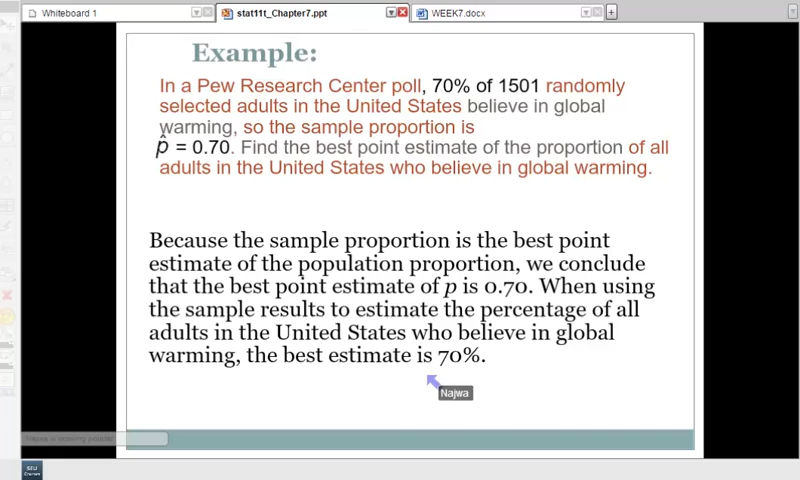 Whiteboard 1
stat11t_Chapter7.ppt
WEEK7.docx
Example:
In a Pew Research Center poll, 70% of 1501 randomly
selected adults in the United States believe in global
warming, so the sample proportion is
p̂ = 0.70. Find the best point estimate of the proportion of all
adults in the United States who believe in global warming.
Because the sample proportion is the best point
estimate of the population proportion, we conclude
that the best point estimate of p is 0.70. When using
the sample results to estimate the percentage of all
adults in the United States who believe in global
warming, the best estimate is 70%.
Najwa
SEU